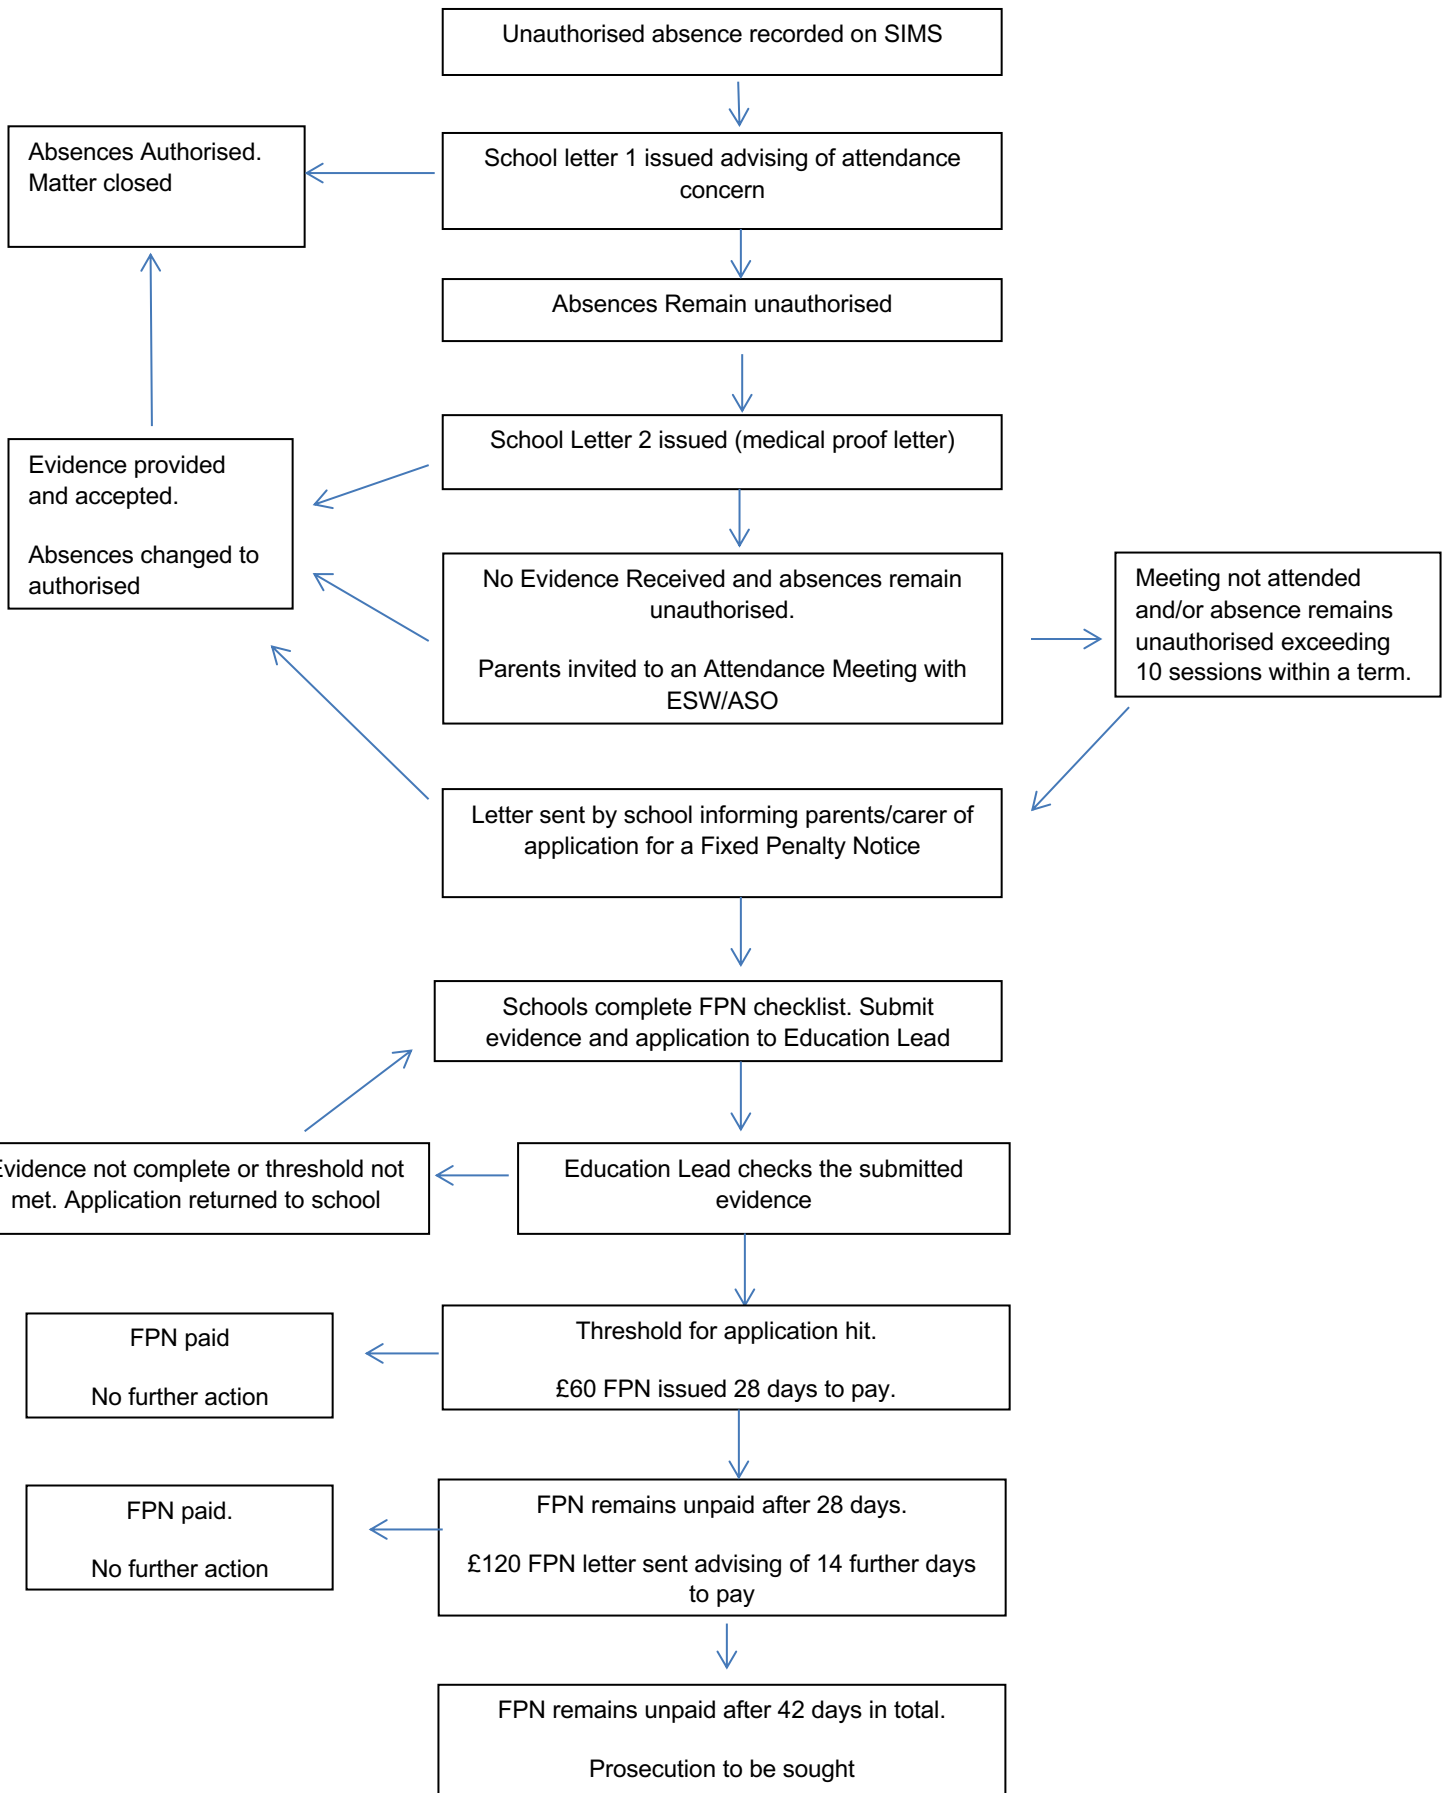 Unauthorised absence recorded on SIMS
Absences Authorised.
Matter closed
School letter 1 issued advising of attendance
concern
Absences Remain unauthorised
School Letter 2 issued (medical proof letter)
Evidence provided
and accepted.
Absences changed to
authorised
No Evidence Received and absences remain
unauthorised.
Parents invited to an Attendance Meeting with
ESW/ASO
Meeting not attended
and/or absence remains
unauthorised exceeding
10 sessions within a term.
Letter sent by school informing parents/carer of
application for a Fixed Penalty Notice
Schools complete FPN checklist. Submit
evidence and application to Education Lead
Evidence not complete or threshold not
met. Application returned to school
Education Lead checks the submitted
evidence
FPN paid
No further action
Threshold for application hit.
£60 FPN issued 28 days to pay.
FPN paid.
No further action
FPN remains unpaid after 28 days.
£120 FPN letter sent advising of 14 further days
to pay
FPN remains unpaid after 42 days in total.
Prosecution to be sought